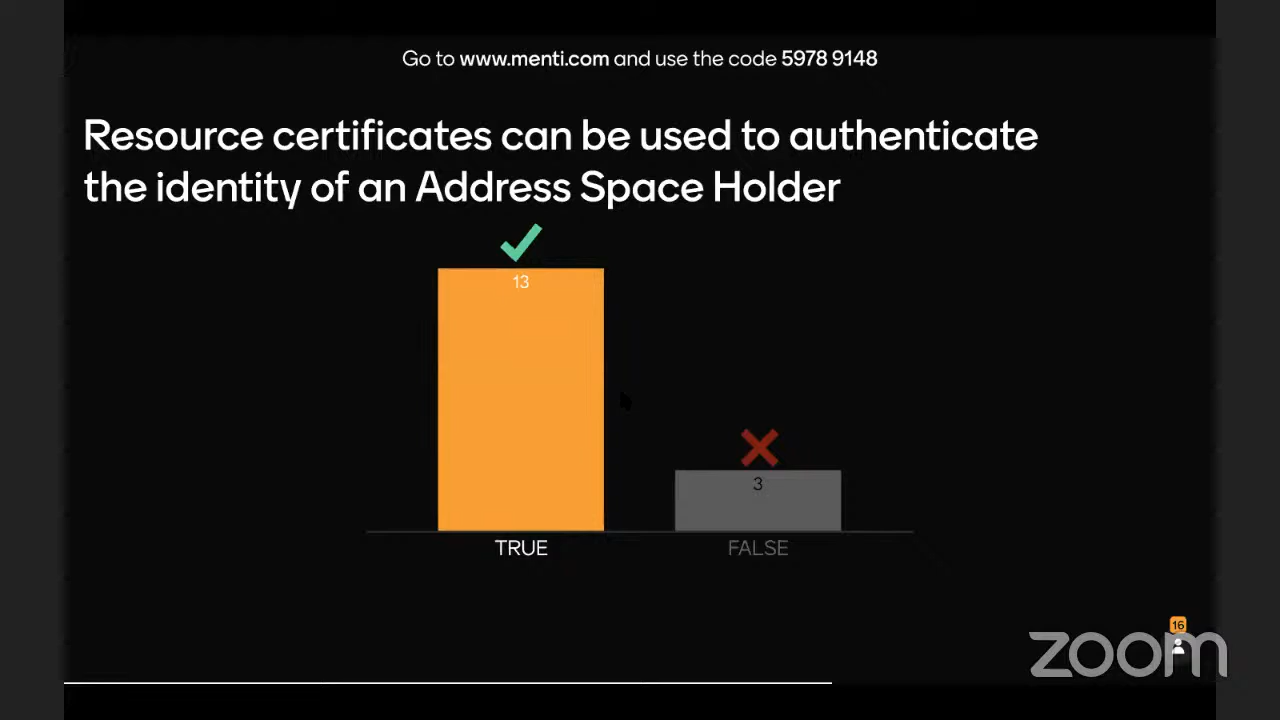 Go to www.menti.com and use the code 5978 9148
Resource certificates can be used to authenticate
the identity of an Address Space Holder
13
3
TRUE
FALSE
16
zoom